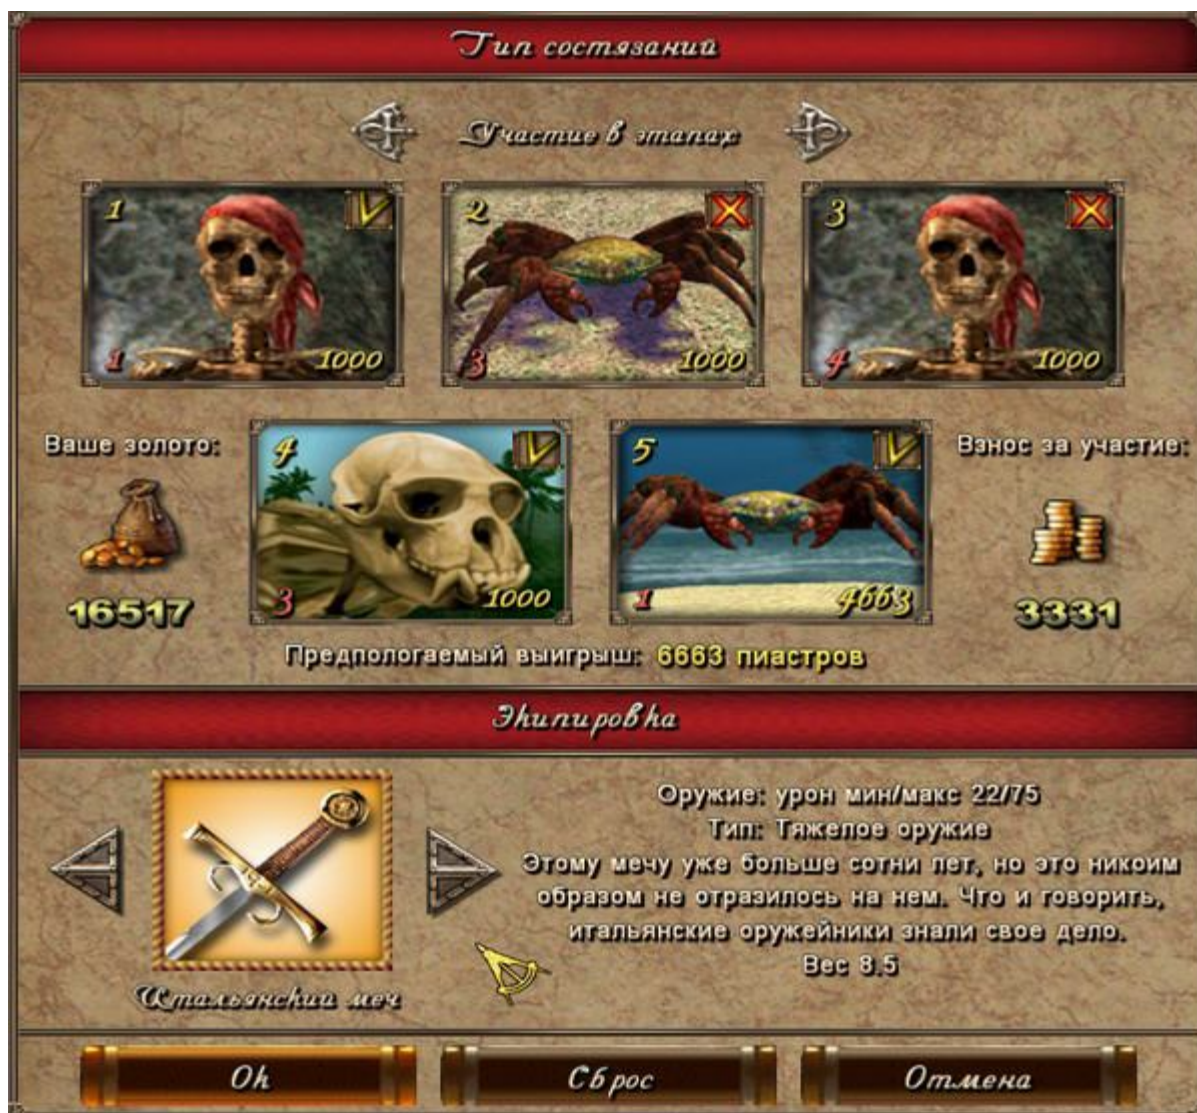 Тип состязаний
Участие в этапах
1
1 1000
2
3 1000
3
4 1000
Ваше золото:
16517
4
3 1000
5
1 4663
Взнос за участие:
3331
Предпологаемый выигрыш: 6663 пиастров
Экипировка
Итальянский меч
Оружие: урон мин/макс 22/75
Тип: Тяжелое оружие
Этому мечу уже больше сотни лет, но это никоим
образом не отразилось на нем. Что и говорить,
итальянские оружейники знали свое дело.
Вес 8.5
Ok
Сброс
Отмена